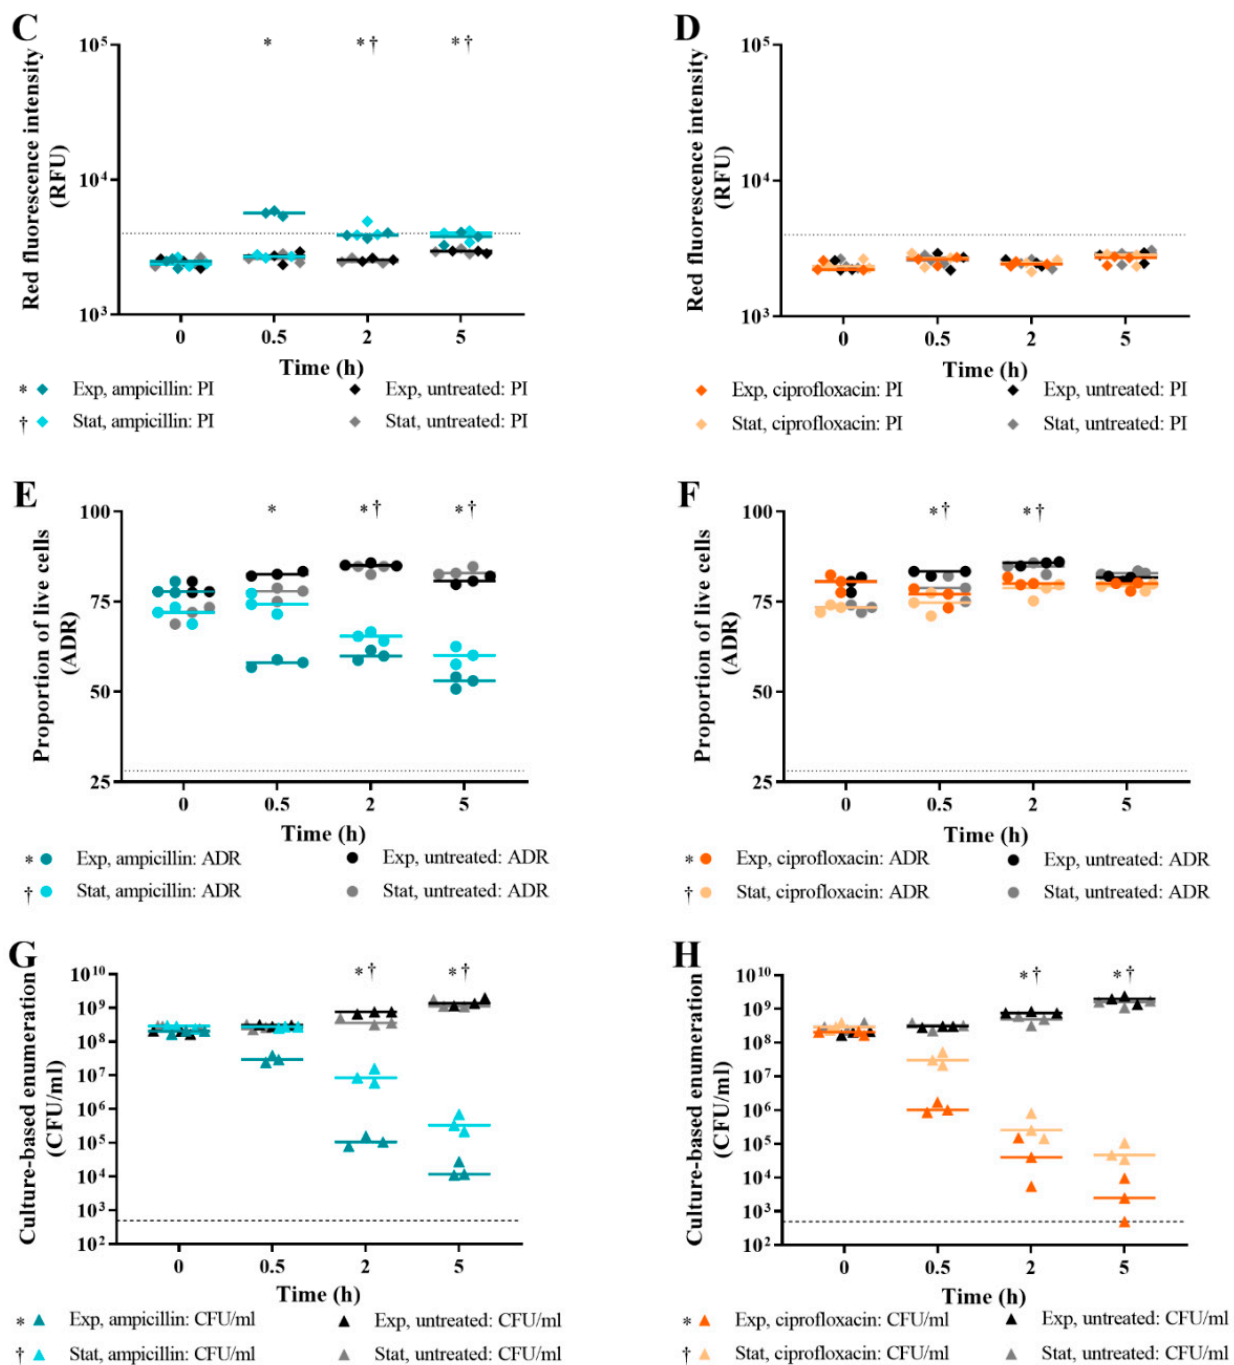 C
Red fluorescence intensity
(RFU)
10⁵
10⁴
10³
* *† *†
0 0.5 2 5
Time (h)
* Exp, ampicillin: PI Exp, untreated: PI
† Stat, ampicillin: PI Stat, untreated: PI
D
Red fluorescence intensity
(RFU)
10⁵
10⁴
10³
0 0.5 2 5
Time (h)
Exp, ciprofloxacin: PI Exp, untreated: PI
Stat, ciprofloxacin: PI Stat, untreated: PI
E
Proportion of live cells
(ADR)
100
75
50
25
* *† *†
0 0.5 2 5
Time (h)
* Exp, ampicillin: ADR Exp, untreated: ADR
† Stat, ampicillin: ADR Stat, untreated: ADR
F
Proportion of live cells
(ADR)
100
75
50
25
*† *†
0 0.5 2 5
Time (h)
* Exp, ciprofloxacin: ADR Exp, untreated: ADR
† Stat, ciprofloxacin: ADR Stat, untreated: ADR
G
Culture-based enumeration
(CFU/ml)
10¹⁰
10⁹
10⁸
10⁷
10⁶
10⁵
10⁴
10³
10²
*† *†
0 0.5 2 5
Time (h)
* Exp, ampicillin: CFU/ml Exp, untreated: CFU/ml
† Stat, ampicillin: CFU/ml Stat, untreated: CFU/ml
H
Culture-based enumeration
(CFU/ml)
10¹⁰
10⁹
10⁸
10⁷
10⁶
10⁵
10⁴
10³
10²
*† *†
0 0.5 2 5
Time (h)
* Exp, ciprofloxacin: CFU/ml Exp, untreated: CFU/ml
† Stat, ciprofloxacin: CFU/ml Stat, untreated: CFU/ml